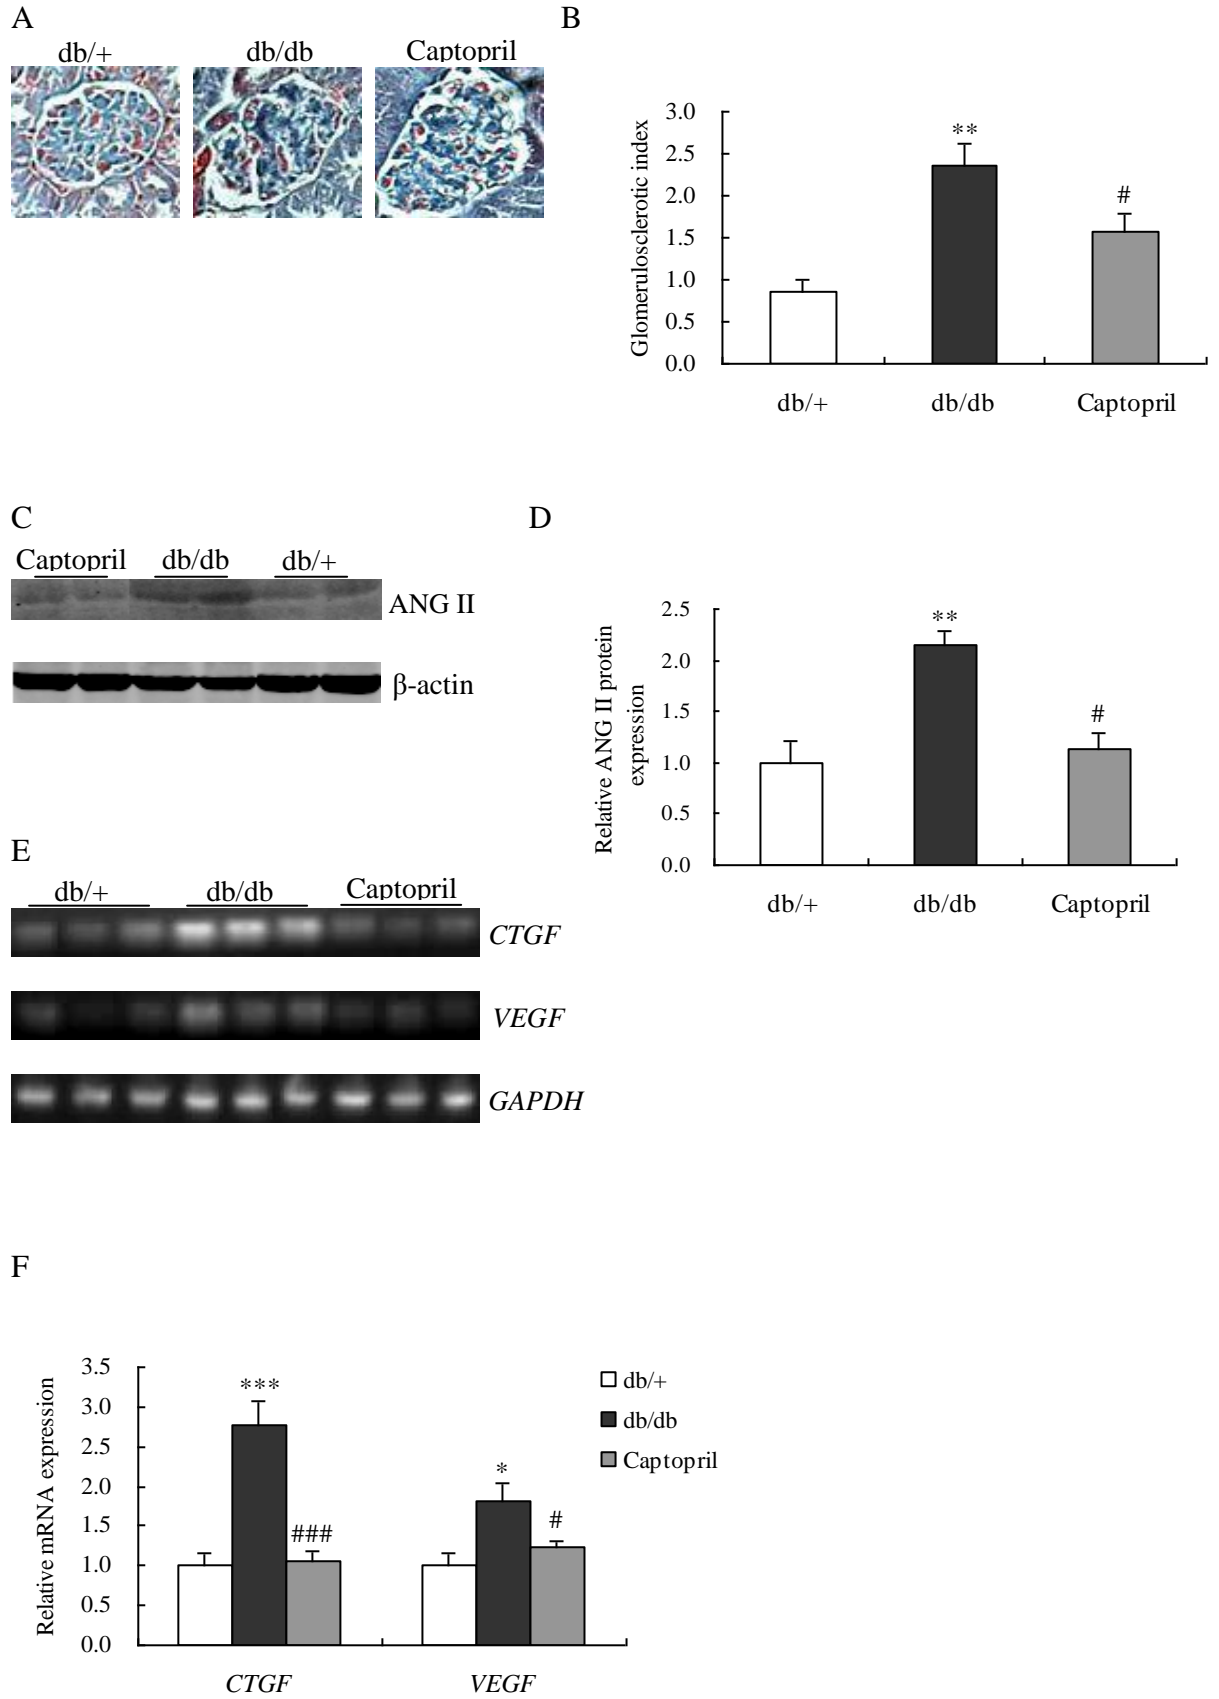 A
db/+ db/db Captopril
B
Glomerulosclerotic index
3.0
2.5
2.0
1.5
1.0
0.5
0.0
**
#
db/+ db/db Captopril
C
Captopril db/db db/+
ANG II
β-actin
D
Relative ANG II protein
expression
2.5
2.0
1.5
1.0
0.5
0.0
**
#
db/+ db/db Captopril
E
db/+ db/db Captopril
CTGF
VEGF
GAPDH
F
Relative mRNA expression
3.5
3.0
2.5
2.0
1.5
1.0
0.5
0.0
***
###
*
#
CTGF VEGF
db/+
db/db
Captopril